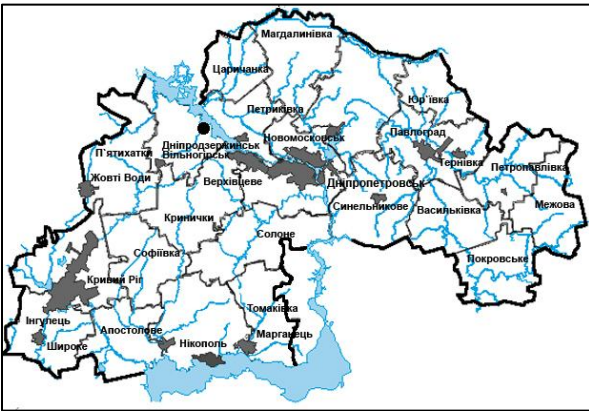 Магдалинівка
Царичанка
Юр'ївка
Петриківка
Новомосковськ
Павлоград
Дніпродзержинськ
П'ятихатки
Вільногірськ
Тернівка
Петропавлівка
Жовті Води
Верхівцеве
Дніпропетровськ
Синельникове
Васильківка
Межова
Кринички
Солоне
Софіївка
Покровське
Кривий Ріг
Томаківка
Інгулець
Апостолове
Марганець
Широке
Нікополь